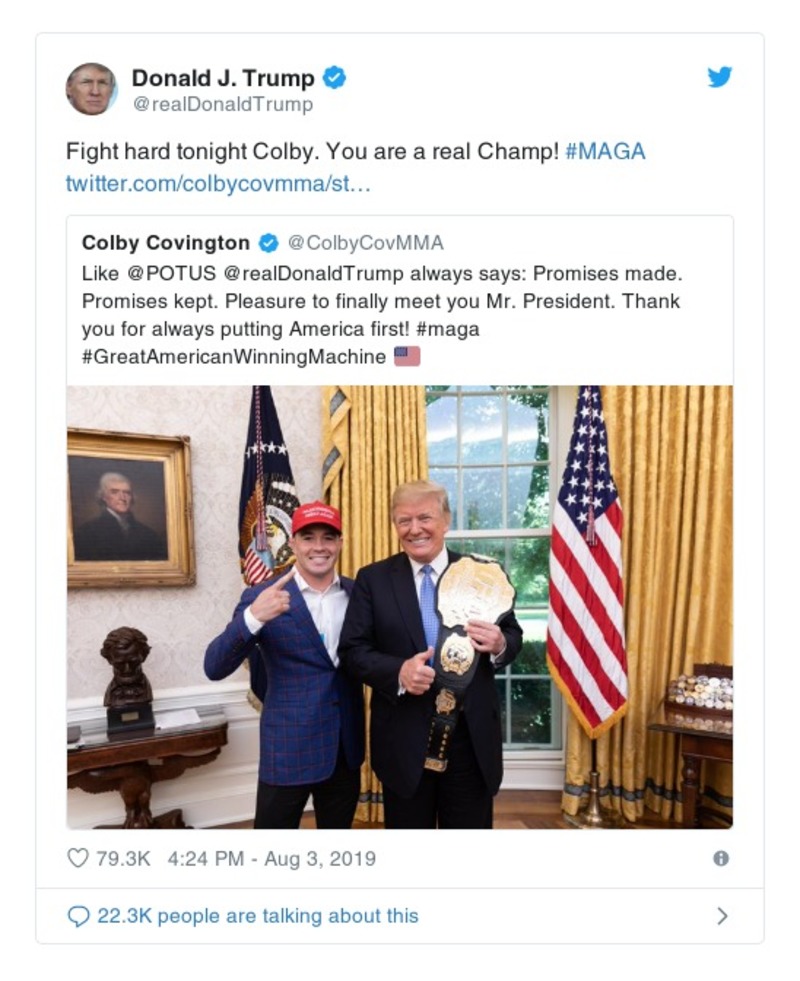 Donald J. Trump
@realDonaldTrump
Fight hard tonight Colby. You are a real Champ! #MAGA
twitter.com/colbycovmma/st…
Colby Covington @ColbyCovMMA
Like @POTUS @realDonaldTrump always says: Promises made.
Promises kept. Pleasure to finally meet you Mr. President. Thank
you for always putting America first! #maga
#GreatAmericanWinningMachine 🇺🇸
79.3K 4:24 PM - Aug 3, 2019
22.3K people are talking about this